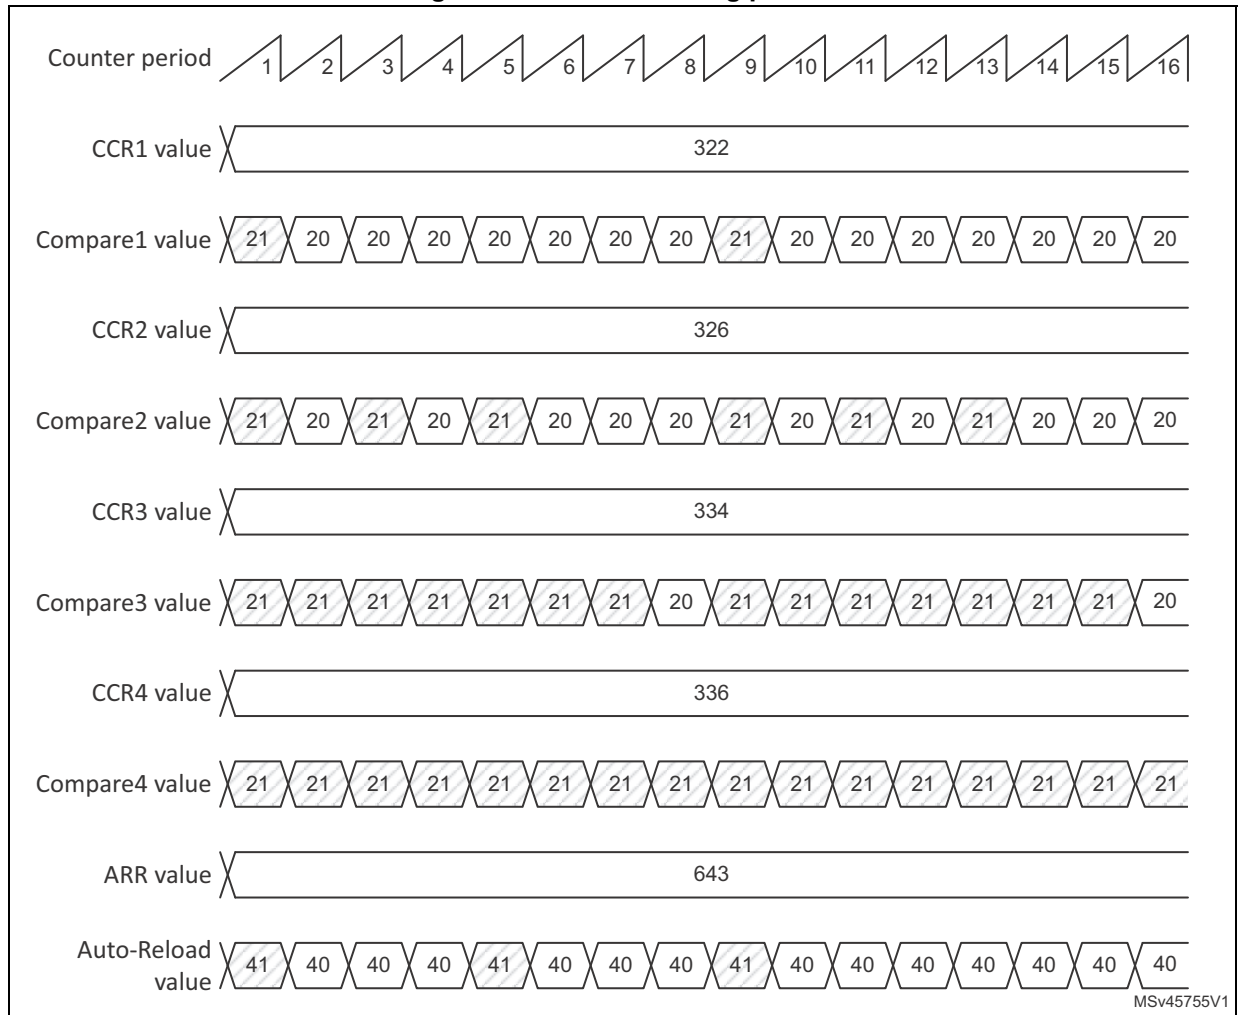 Counter period 1 2 3 4 5 6 7 8 9 10 11 12 13 14 15 16
CCR1 value 322
Compare1 value 21 20 20 20 20 20 20 20 21 20 20 20 20 20 20 20
CCR2 value 326
Compare2 value 21 20 21 20 21 20 20 20 21 20 21 20 21 20 20 20
CCR3 value 334
Compare3 value 21 21 21 21 21 21 21 20 21 21 21 21 21 21 21 20
CCR4 value 336
Compare4 value 21 21 21 21 21 21 21 21 21 21 21 21 21 21 21 21
ARR value 643
Auto-Reload
value 41 40 40 40 41 40 40 40 41 40 40 40 40 40 40 40
MSv45755V1